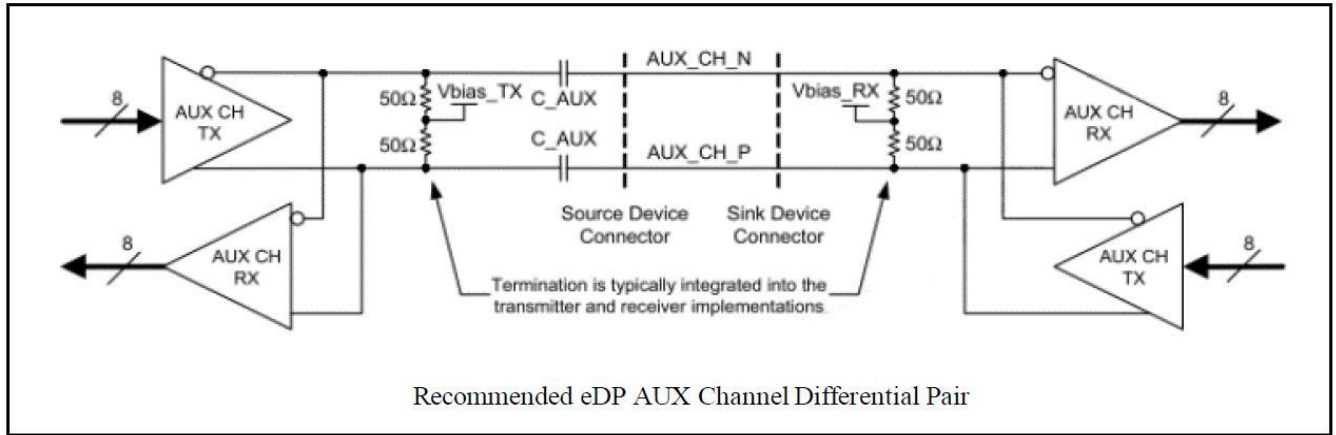 AUX_CH_N
8
AUX CH
TX
50Ω
Vbias_TX
C_AUX
Vbias_RX
50Ω
AUX CH
RX
8
50Ω
C_AUX
AUX_CH_P
50Ω
8
AUX CH
RX
Source Device
Connector
Sink Device
Connector
AUX CH
TX
8
Termination is typically integrated into the
transmitter and receiver implementations
Recommended eDP AUX Channel Differential Pair